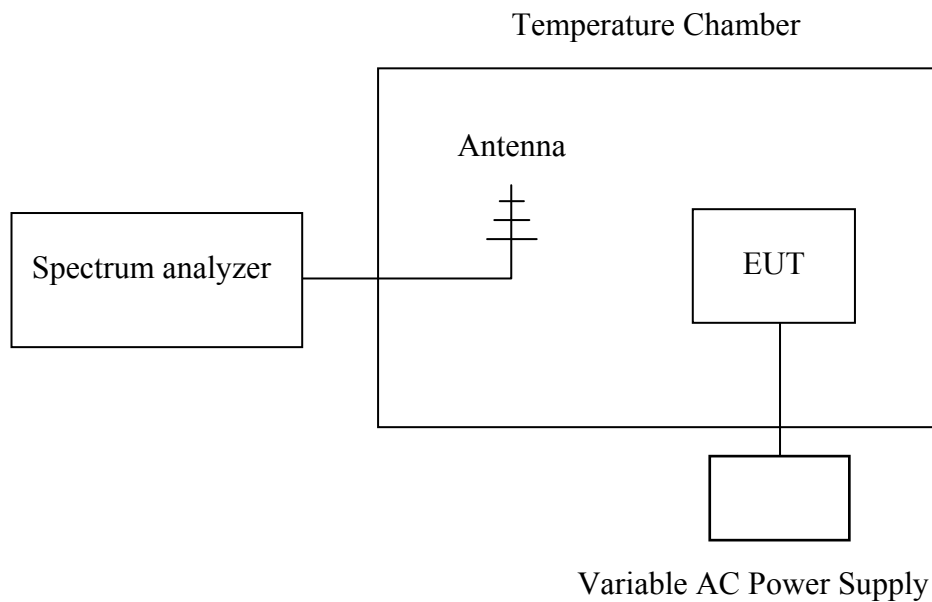 Temperature Chamber
Antenna
Spectrum analyzer
EUT
Variable AC Power Supply